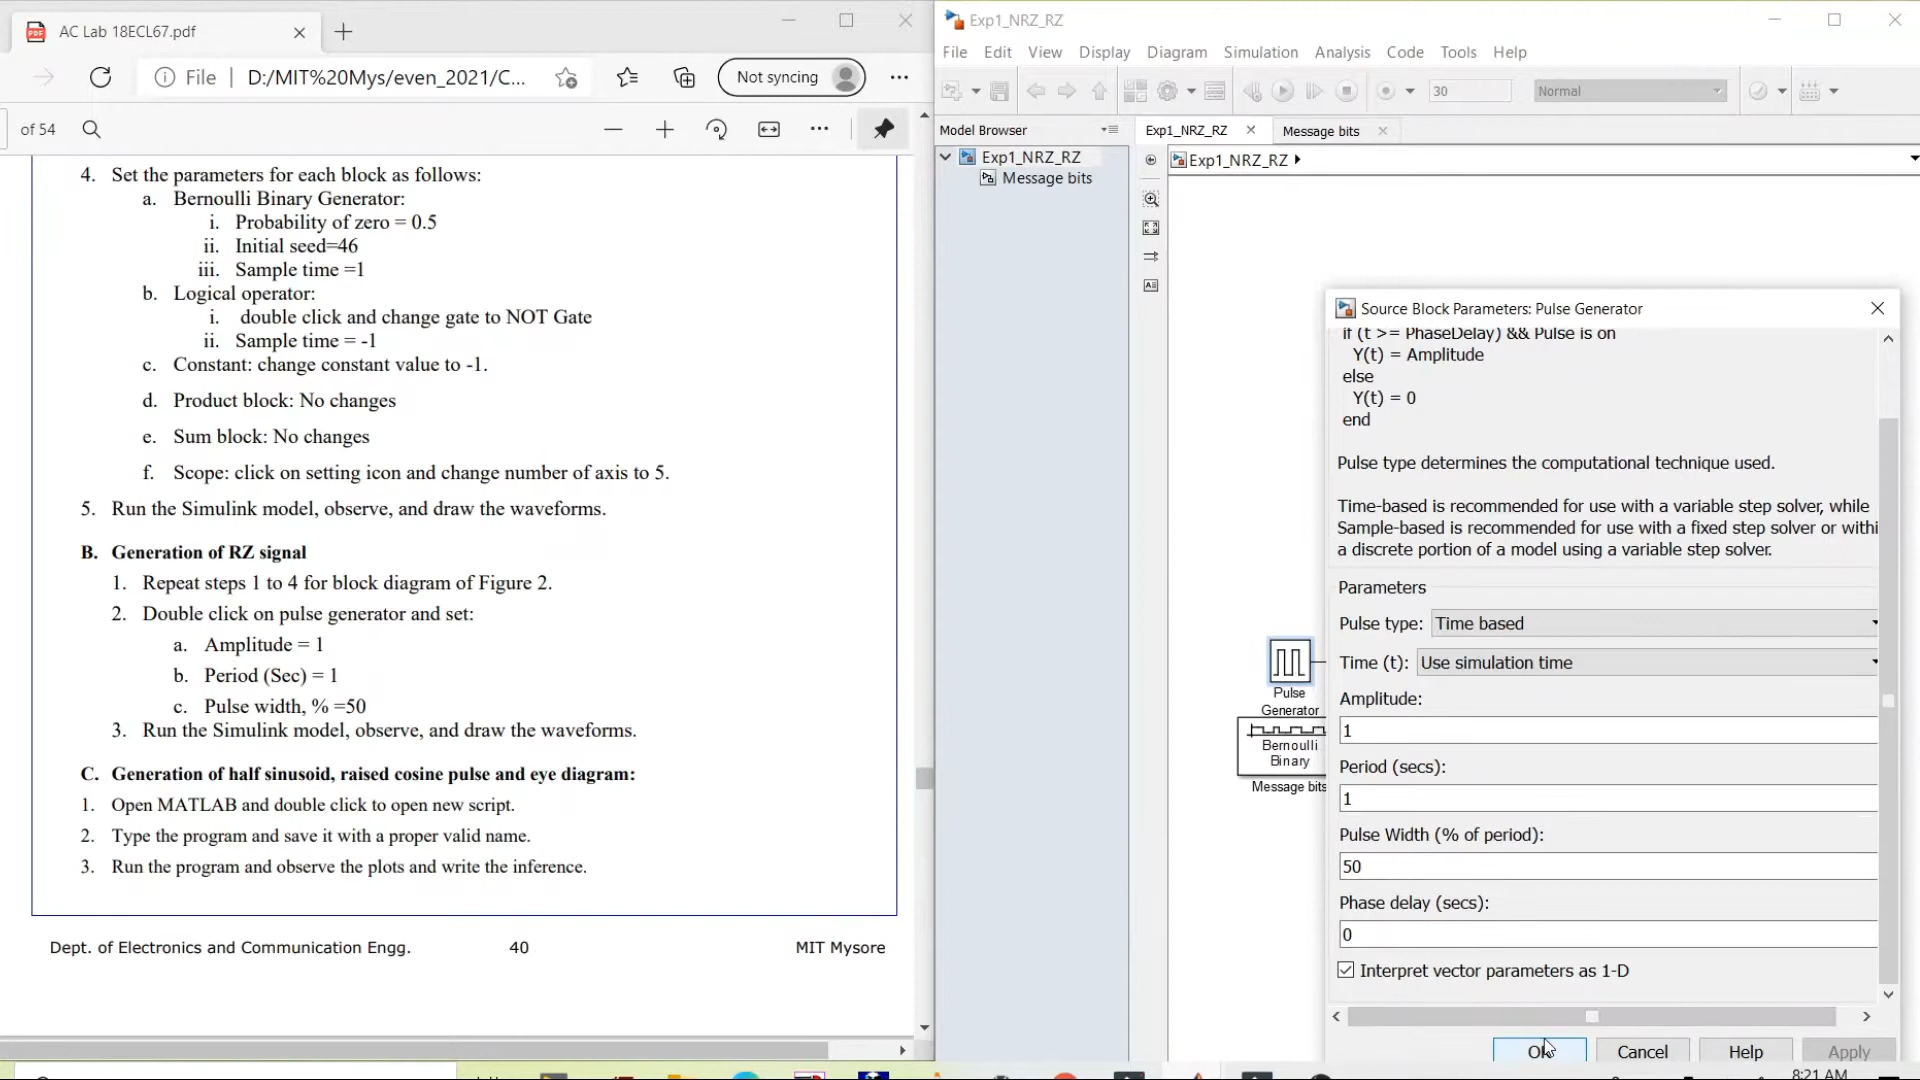 AC Lab 18ECL67.pdf
File
D:/MIT%20Mys/even_2021/C...
Not syncing
of 54
4. Set the parameters for each block as follows:
a. Bernoulli Binary Generator:
i. Probability of zero = 0.5
ii. Initial seed=46
iii. Sample time =1
b. Logical operator:
i. double click and change gate to NOT Gate
ii. Sample time = -1
c. Constant: change constant value to -1.
d. Product block: No changes
e. Sum block: No changes
f. Scope: click on setting icon and change number of axis to 5.
5. Run the Simulink model, observe, and draw the waveforms.
B. Generation of RZ signal
1. Repeat steps 1 to 4 for block diagram of Figure 2.
2. Double click on pulse generator and set:
a. Amplitude = 1
b. Period (Sec) = 1
c. Pulse width, % =50
3. Run the Simulink model, observe, and draw the waveforms.
C. Generation of half sinusoid, raised cosine pulse and eye diagram:
1. Open MATLAB and double click to open new script.
2. Type the program and save it with a proper valid name.
3. Run the program and observe the plots and write the inference.
Dept. of Electronics and Communication Engg. 40 MIT Mysore
Exp1_NRZ_RZ
File Edit View Display Diagram Simulation Analysis Code Tools Help
30
Normal
Model Browser
Exp1_NRZ_RZ
Message bits
Exp1_NRZ_RZ
Message bits
Exp1_NRZ_RZ
Pulse
Generator
Bernoulli
Binary
Message bits
Source Block Parameters: Pulse Generator
if (t >= PhaseDelay) && Pulse is on
Y(t) = Amplitude
else
Y(t) = 0
end
Pulse type determines the computational technique used.
Time-based is recommended for use with a variable step solver, while
Sample-based is recommended for use with a fixed step solver or withi
a discrete portion of a model using a variable step solver.
Parameters
Pulse type: Time based
Time (t): Use simulation time
Amplitude:
1
Period (secs):
1
Pulse Width (% of period):
50
Phase delay (secs):
0
Interpret vector parameters as 1-D
OK
Cancel
Help
Apply
8:21 AM